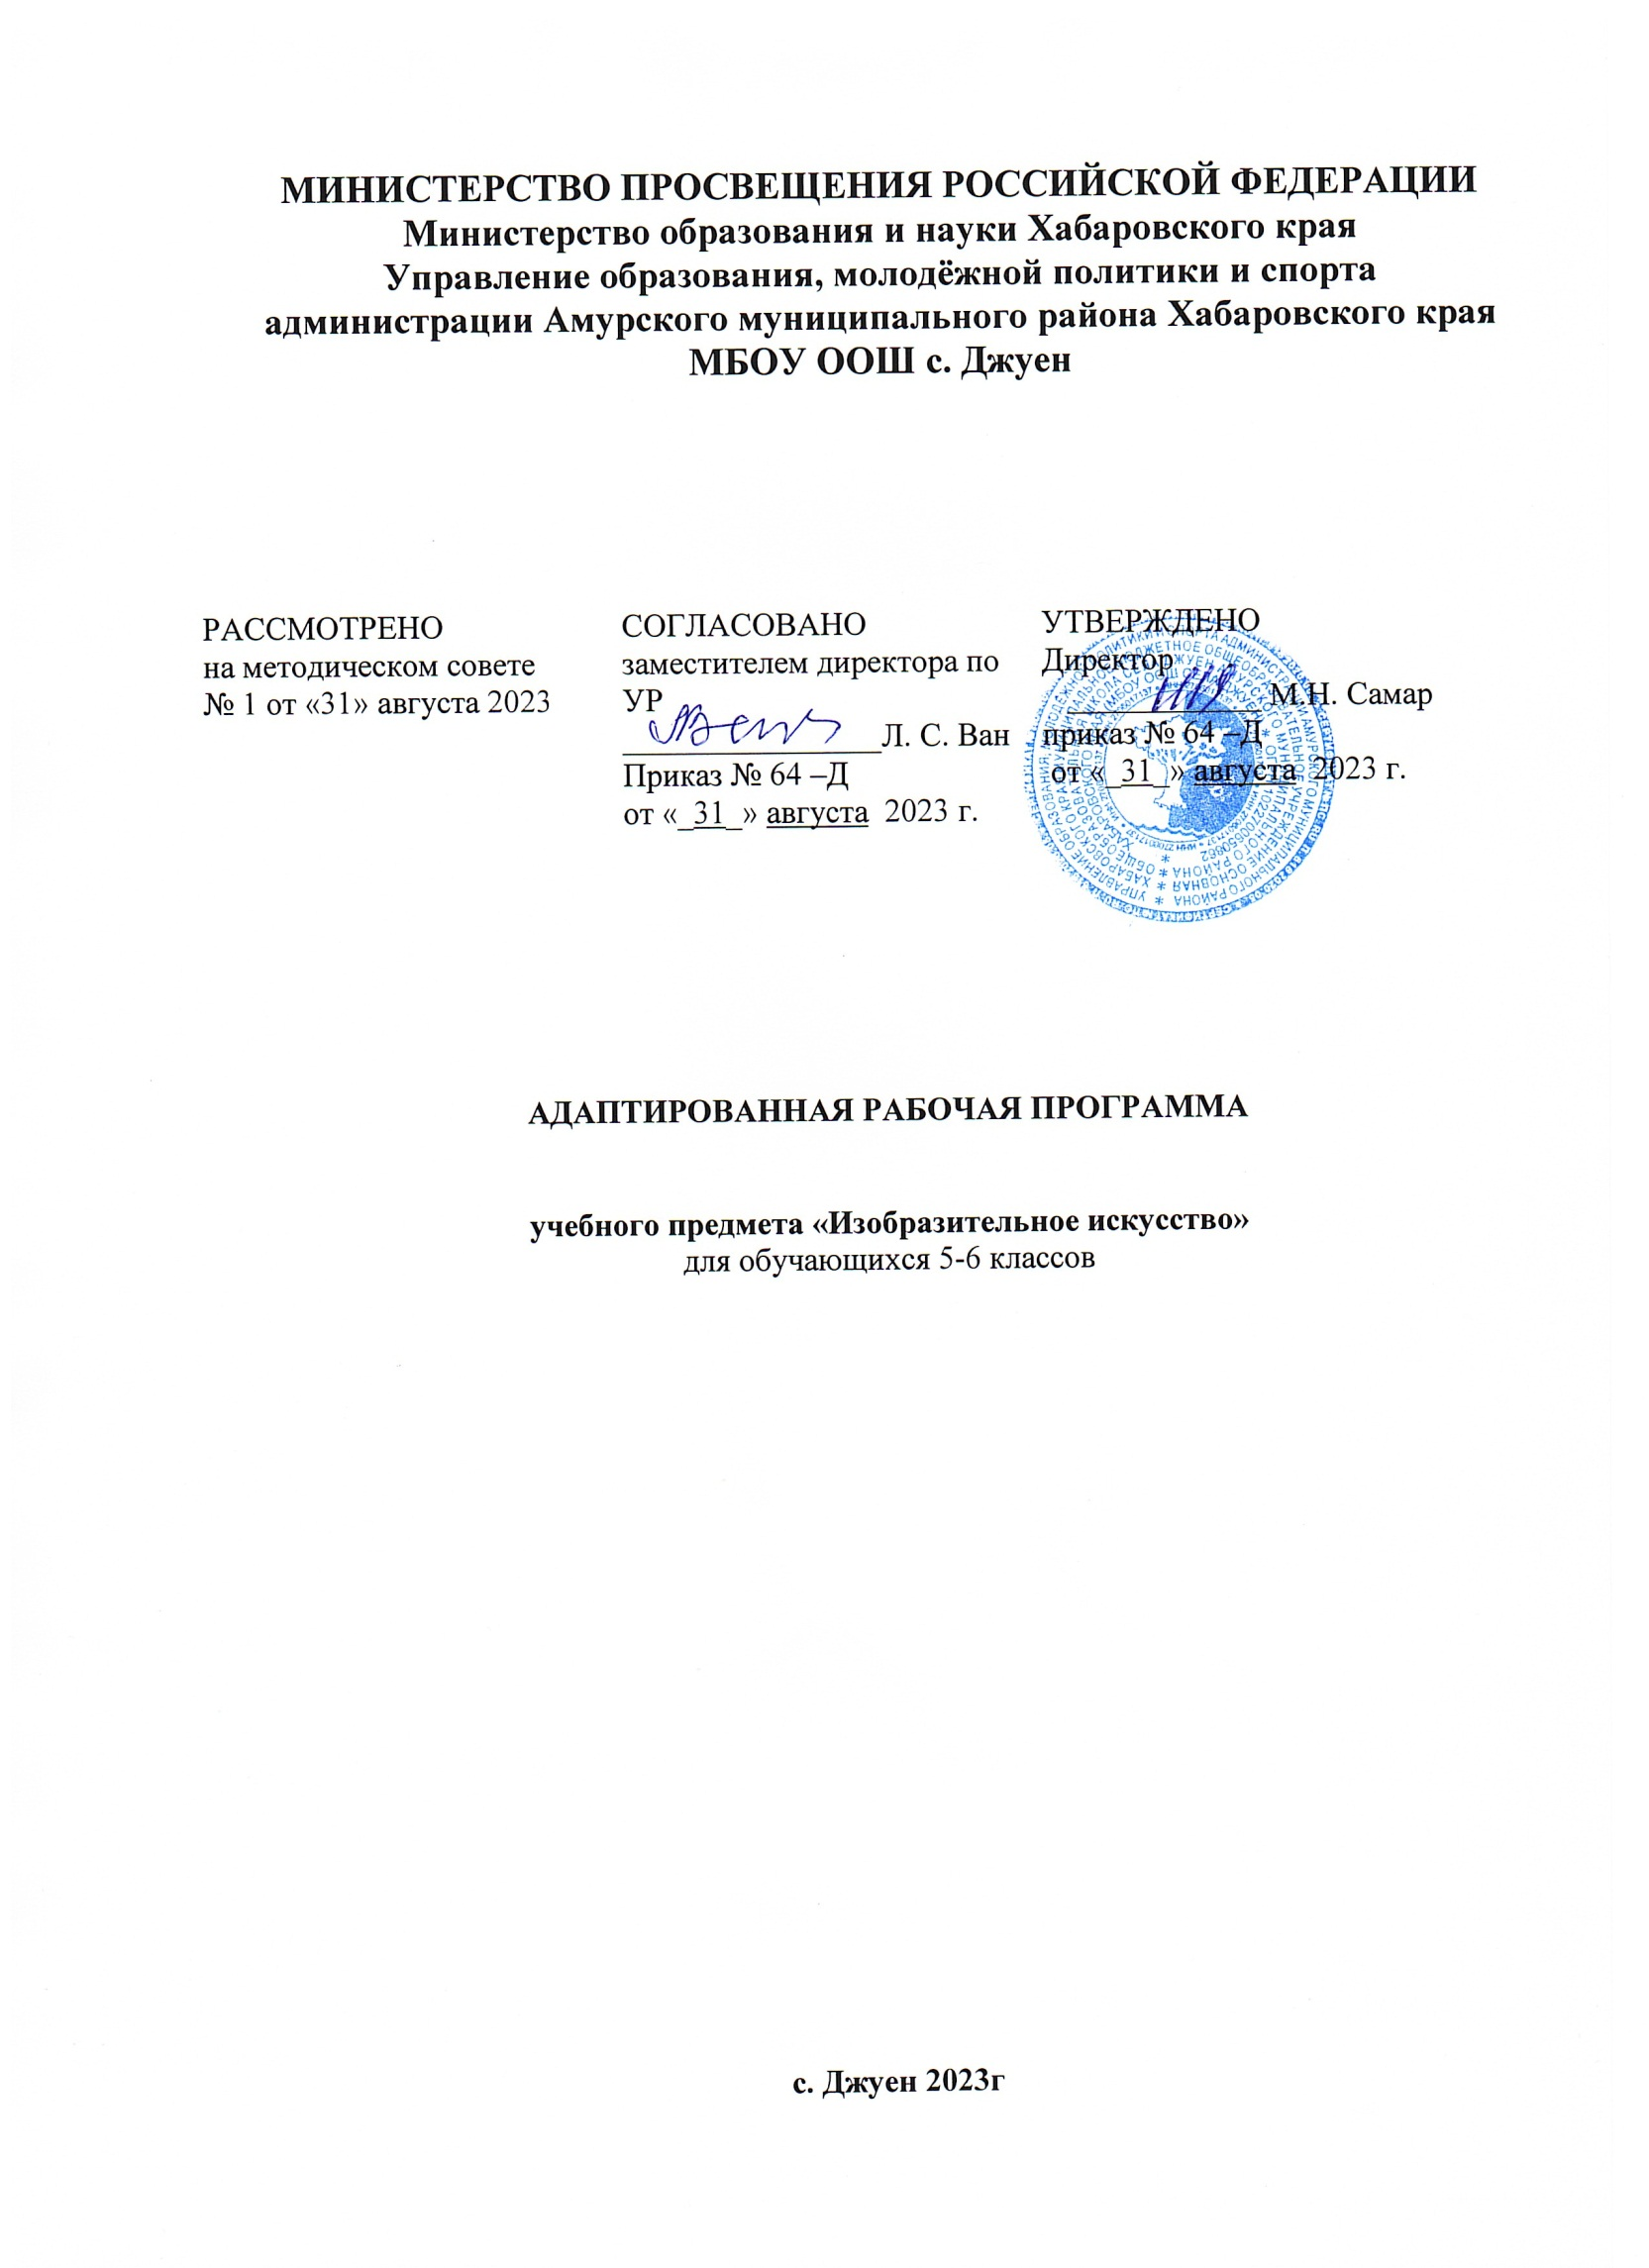 МИНИСТЕРСТВО ПРОСВЕЩЕНИЯ РОССИЙСКОЙ ФЕДЕРАЦИИ
Министерство образования и науки Хабаровского края
Управление образования, молодёжной политики и спорта
администрации Амурского муниципального района Хабаровского края
МБОУ ООШ с. Джуен
РАССМОТРЕНО
на методическом совете
№ 1 от «31» августа 2023
СОГЛАСОВАНО
заместителем директора по
УР
Л. С. Ван
Приказ № 64 –Д
от «_31_» августа 2023 г.
УТВЕРЖДЕНО
Директор
М.Н. Самар
приказ № 64 –Д
от «_31_» августа 2023 г.
АДАПТИРОВАННАЯ РАБОЧАЯ ПРОГРАММА
учебного предмета «Изобразительное искусство»
для обучающихся 5-6 классов
с. Джуен 2023г